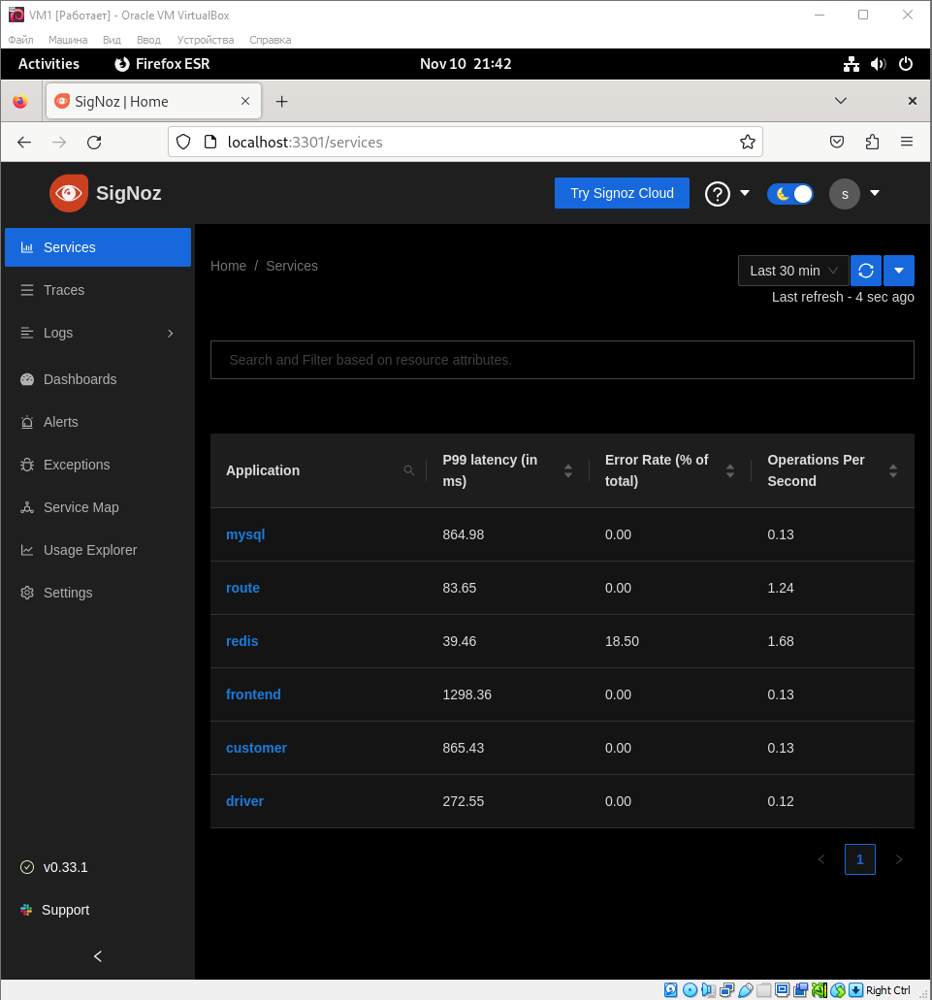 VM1 [Работает] - Oracle VM VirtualBox
Файл Машина Вид Ввод Устройства Справка
Activities Firefox ESR Nov 10 21:42
SigNoz | Home
localhost:3301/services
SigNoz Try Signoz Cloud ? s
Services
Traces
Logs
Dashboards
Alerts
Exceptions
Service Map
Usage Explorer
Settings
v0.33.1
Support
Home / Services
Last 30 min
Last refresh - 4 sec ago
Search and Filter based on resource attributes.
Application P99 latency (in ms) Error Rate (% of total) Operations Per Second
mysql 864.98 0.00 0.13
route 83.65 0.00 1.24
redis 39.46 18.50 1.68
frontend 1298.36 0.00 0.13
customer 865.43 0.00 0.13
driver 272.55 0.00 0.12
1
Right Ctrl